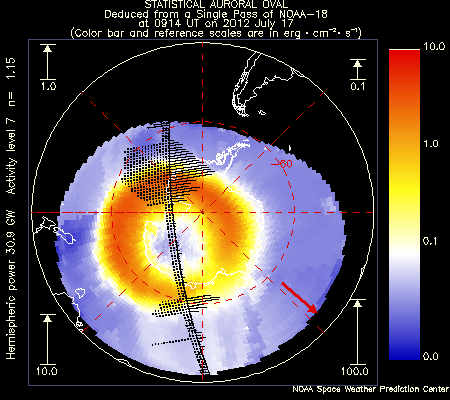 STATISTICAL AURORAL OVAL
Deduced from a Single Pass of NOAA-18
at 0914 UT on 2012 July 17
(Color bar and reference scales are in erg · cm⁻² · s⁻¹)
Hemispheric power 30.9 GW Activity level 7 n= 1.15
1.0
0.1
10.0
100.0
-60
10.0
1.0
0.1
0.0
NOAA Space Weather Prediction Center